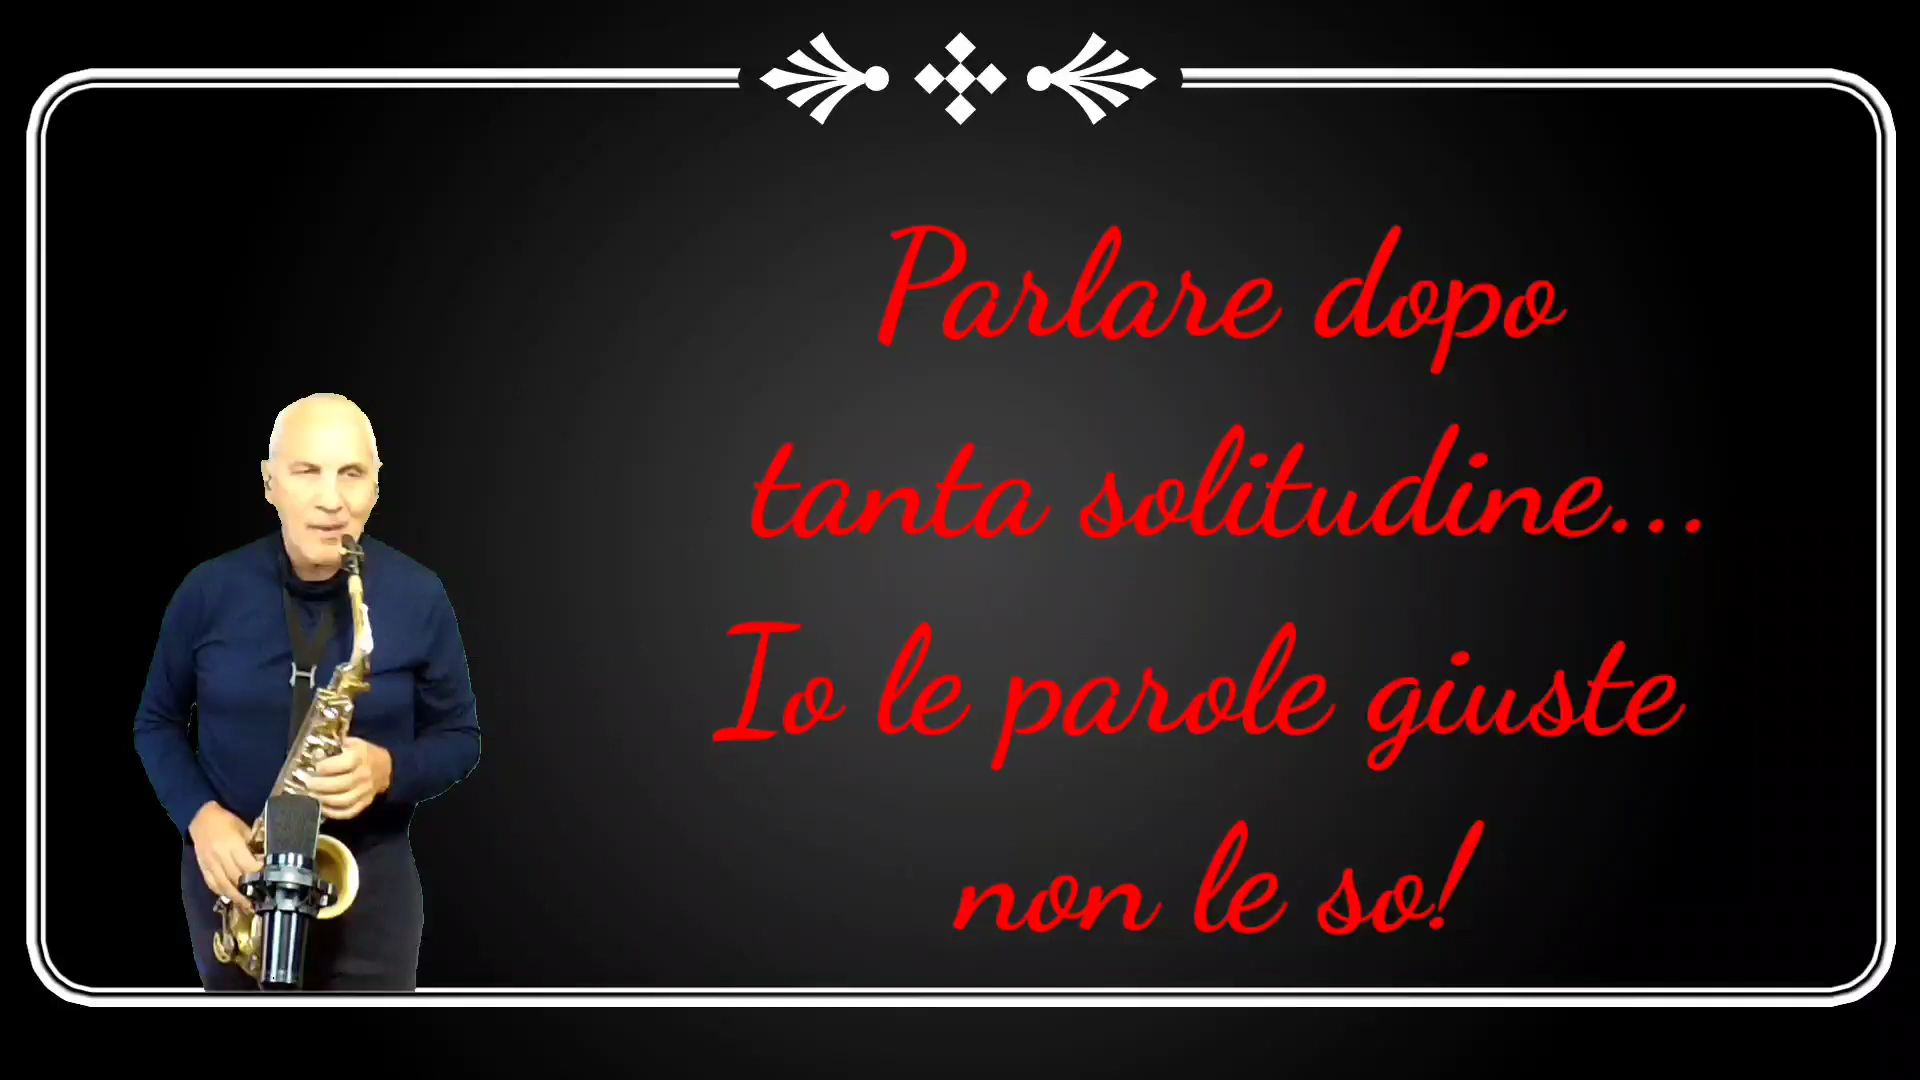 Parlare dopo
tanta solitudine...
Io le parole giuste
non le so!